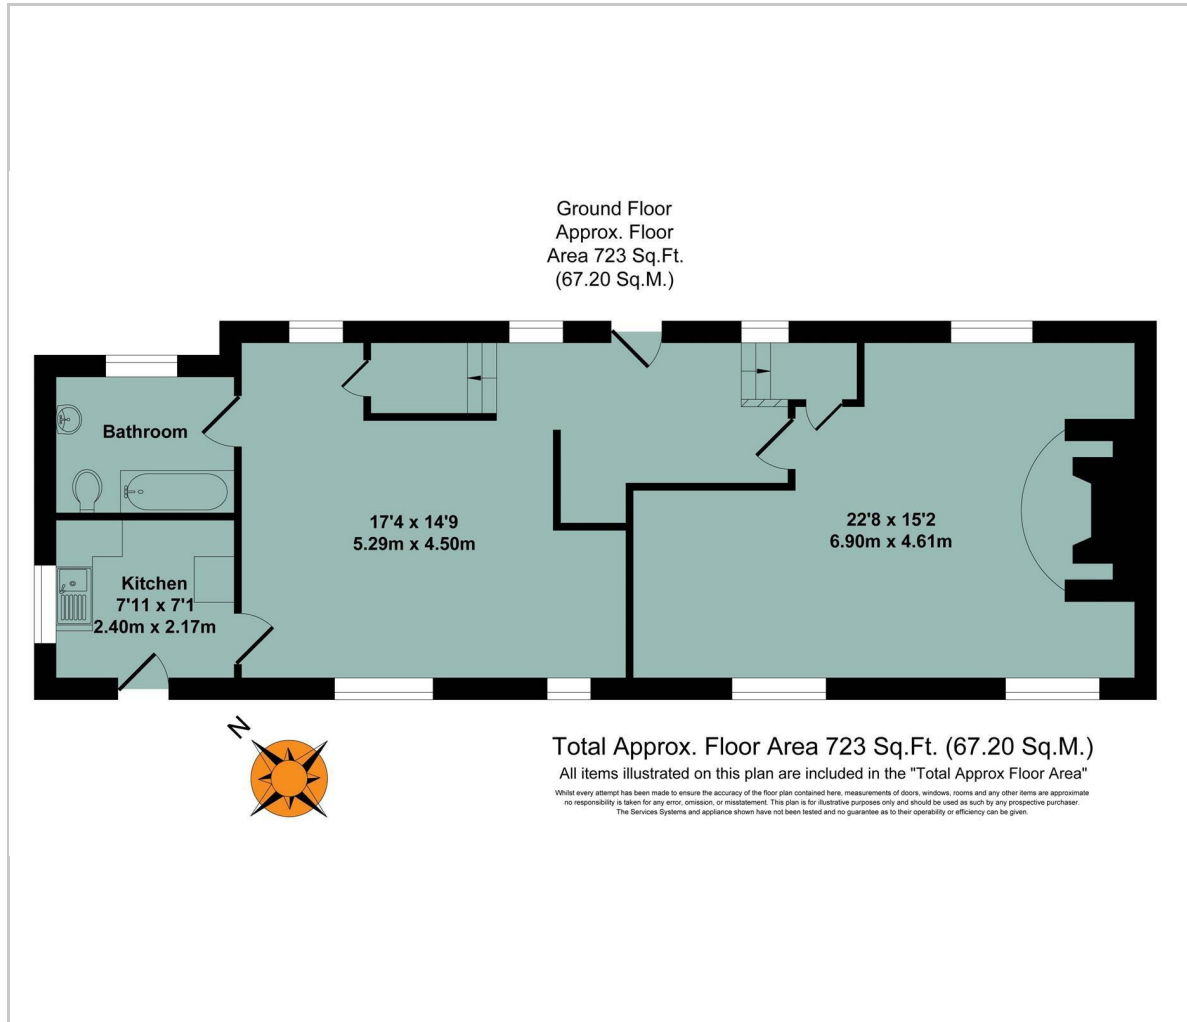 Ground Floor
Approx. Floor
Area 723 Sq.Ft.
(67.20 Sq.M.)
Bathroom
17'4 x 14'9
5.29m x 4.50m
22'8 x 15'2
6.90m x 4.61m
Kitchen
7'11 x 7'1
2.40m x 2.17m
N
Total Approx. Floor Area 723 Sq.Ft. (67.20 Sq.M.)
All items illustrated on this plan are included in the "Total Approx Floor Area"
Whilst every attempt has been made to ensure the accuracy of the floor plan contained here, measurements of doors, windows, rooms and any other items are approximate
no responsibility is taken for any error, omission, or misstatement. This plan is for illustrative purposes only and should be used as such by any prospective purchaser.
The Services Systems and appliance shown have not been tested and no guarantee as to their operability or efficiency can be given.